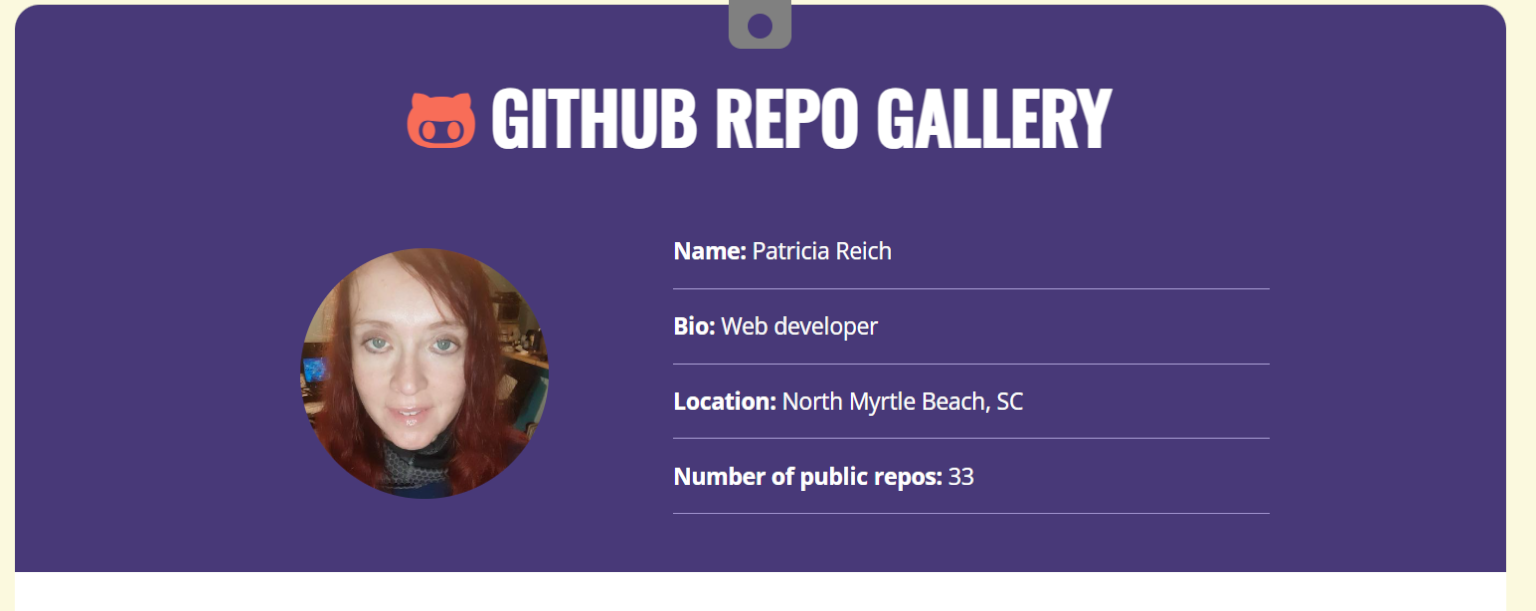 GITHUB REPO GALLERY
Name: Patricia Reich
Bio: Web developer
Location: North Myrtle Beach, SC
Number of public repos: 33